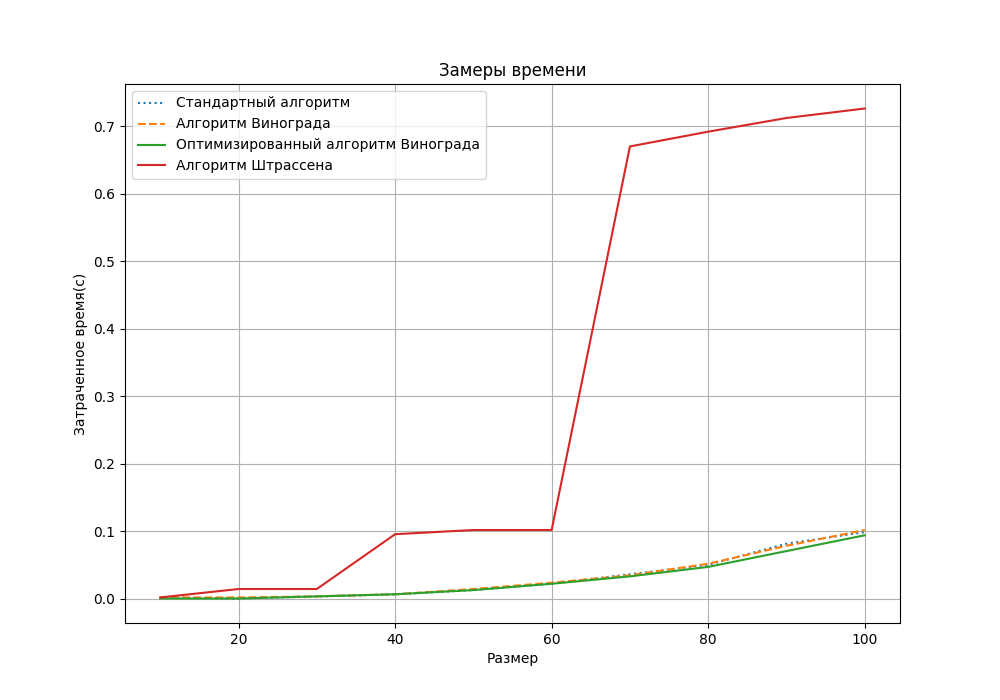 Замеры времени
Стандартный алгоритм
Алгоритм Винограда
Оптимизированный алгоритм Винограда
Алгоритм Штрассена
Затраченное время(с)
0.7
0.6
0.5
0.4
0.3
0.2
0.1
0.0
20
40
60
80
100
Размер